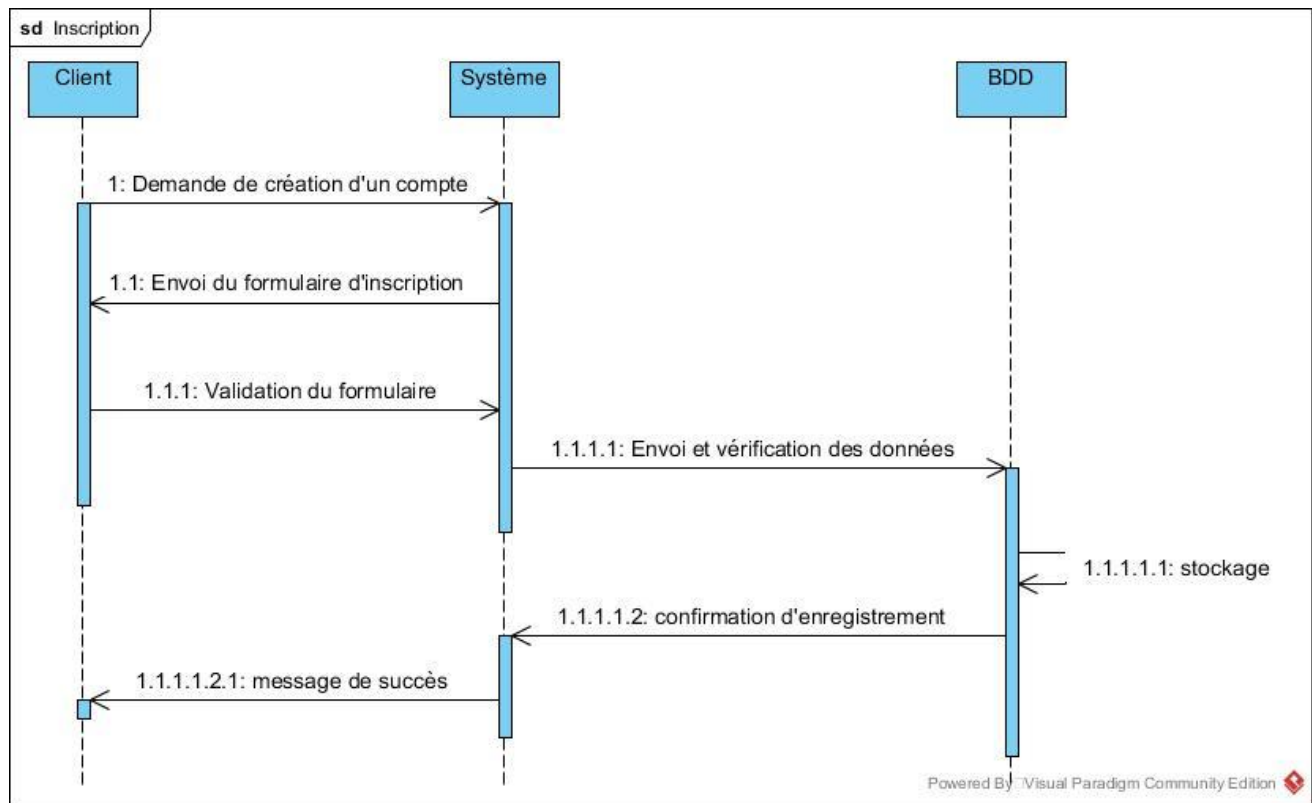 sd Inscription
Client
Système
BDD
1: Demande de création d'un compte
1.1: Envoi du formulaire d'inscription
1.1.1: Validation du formulaire
1.1.1.1: Envoi et vérification des données
1.1.1.1.1: stockage
1.1.1.1.2: confirmation d'enregistrement
1.1.1.1.2.1: message de succès
Powered By Visual Paradigm Community Edition